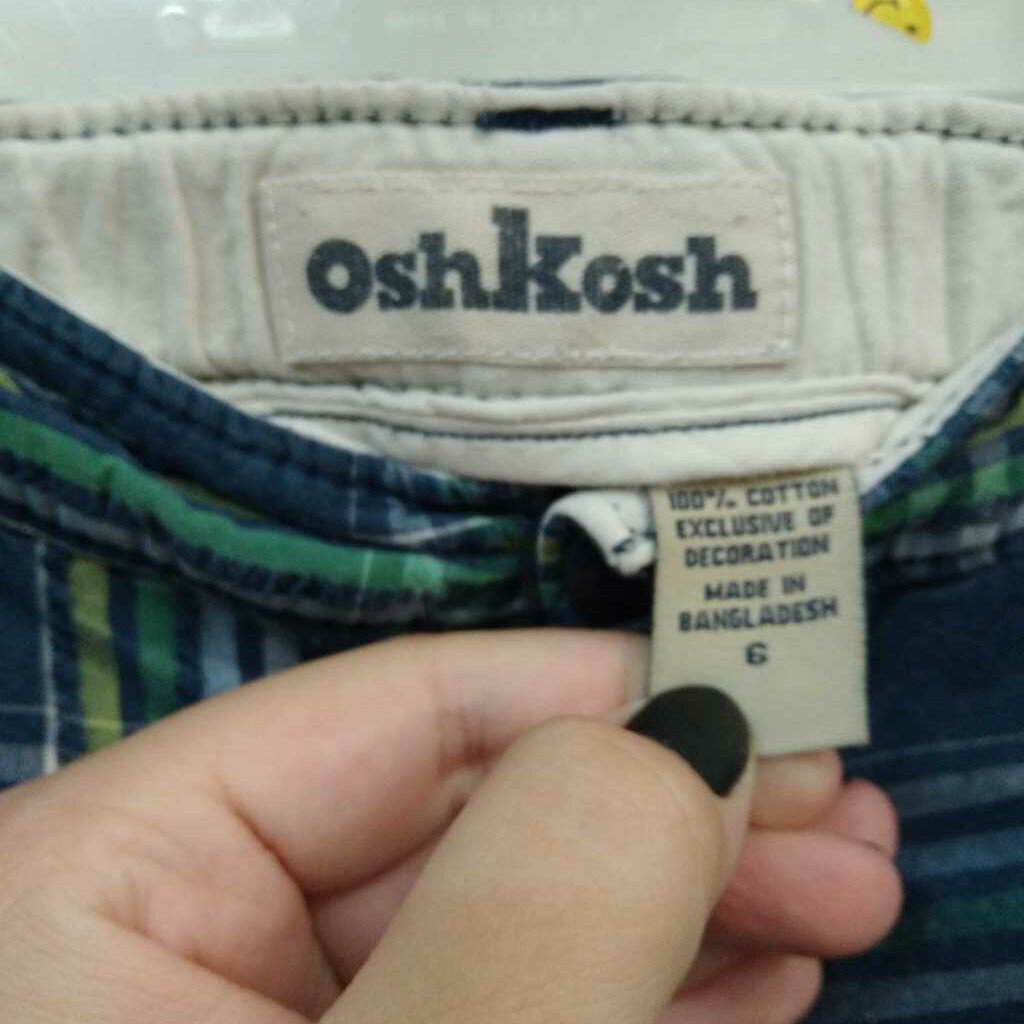 OshKosh
100% COTTON
EXCLUSIVE OF
DECORATION
MADE IN
BANGLADESH
6